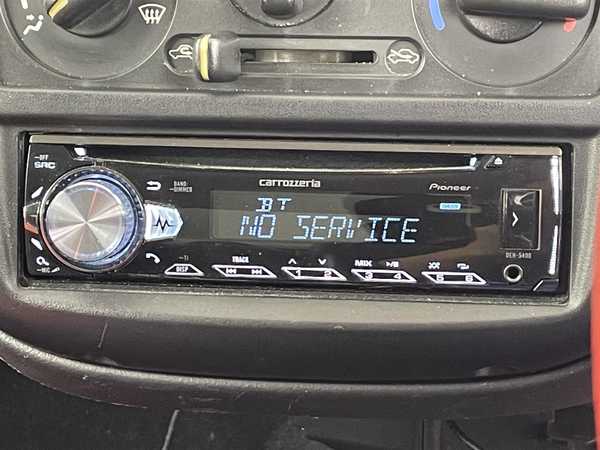 OFF
SRC
BAND
DIMMER
carrozzeria
Pioneer
BT
NO SERVICE
DISP
TRACK
1 2
MIX
3 4
5 6
DEH-5400
MIC